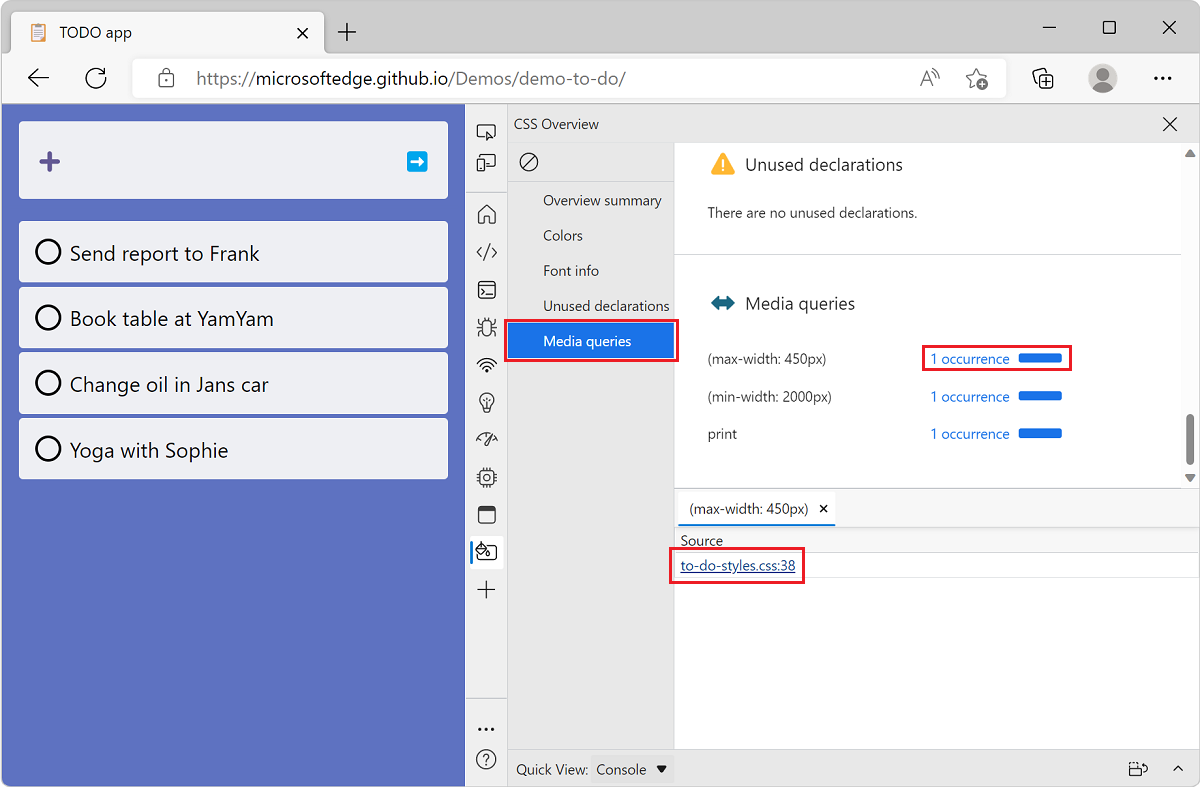 TODO app
https://microsoftedge.github.io/Demos/demo-to-do/
Send report to Frank
Book table at YamYam
Change oil in Jans car
Yoga with Sophie
CSS Overview
Overview summary
Colors
Font info
Unused declarations
Media queries
Unused declarations
There are no unused declarations.
Media queries
(max-width: 450px) 1 occurrence
(min-width: 2000px) 1 occurrence
print 1 occurrence
(max-width: 450px)
Source
to-do-styles.css:38
Quick View: Console